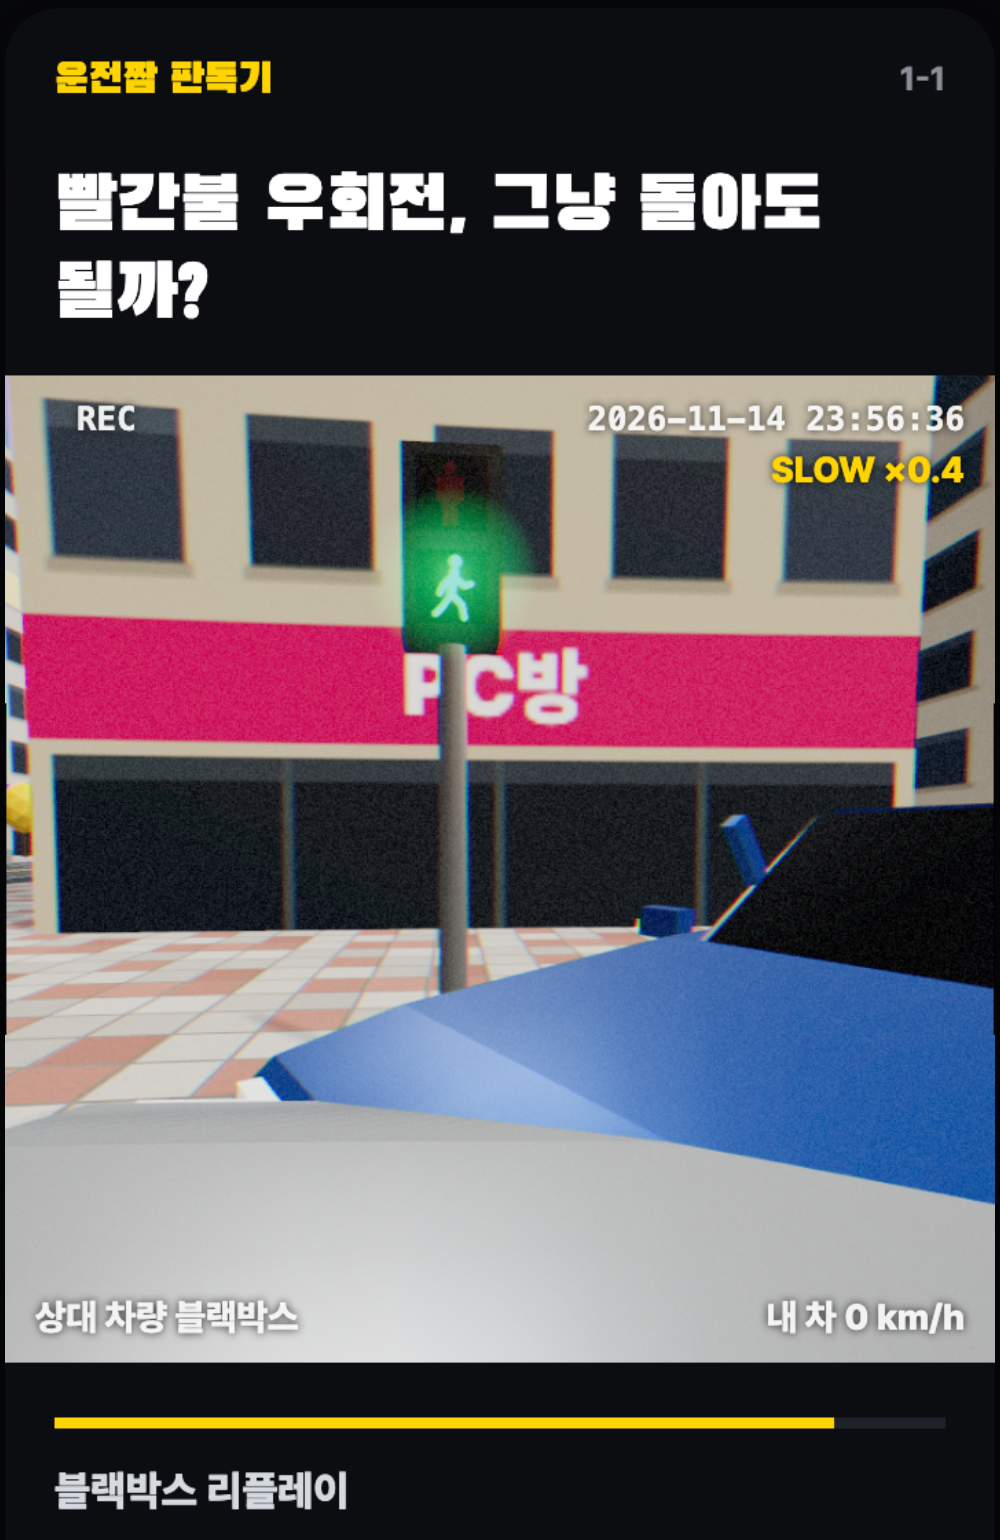 운전짬 판독기
1-1
빨간불 우회전, 그냥 돌아도
될까?
REC
2026-11-14 23:56:36
SLOW ×0.4
PC방
상대 차량 블랙박스
내 차 0 km/h
블랙박스 리플레이